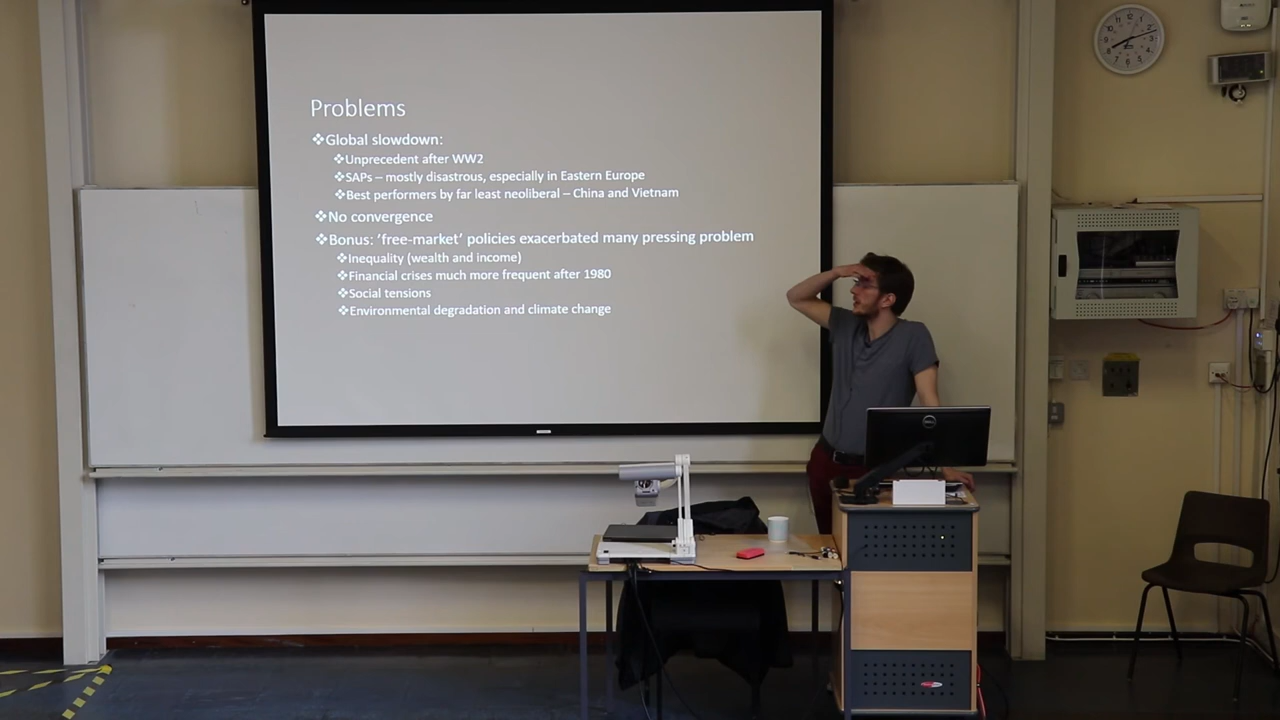 Problems
❖Global slowdown:
❖Unprecedent after WW2
❖SAPs – mostly disastrous, especially in Eastern Europe
❖Best performers by far least neoliberal – China and Vietnam
❖No convergence
❖Bonus: 'free-market' policies exacerbated many pressing problem
❖Inequality (wealth and income)
❖Financial crises much more frequent after 1980
❖Social tensions
❖Environmental degradation and climate change
DELL